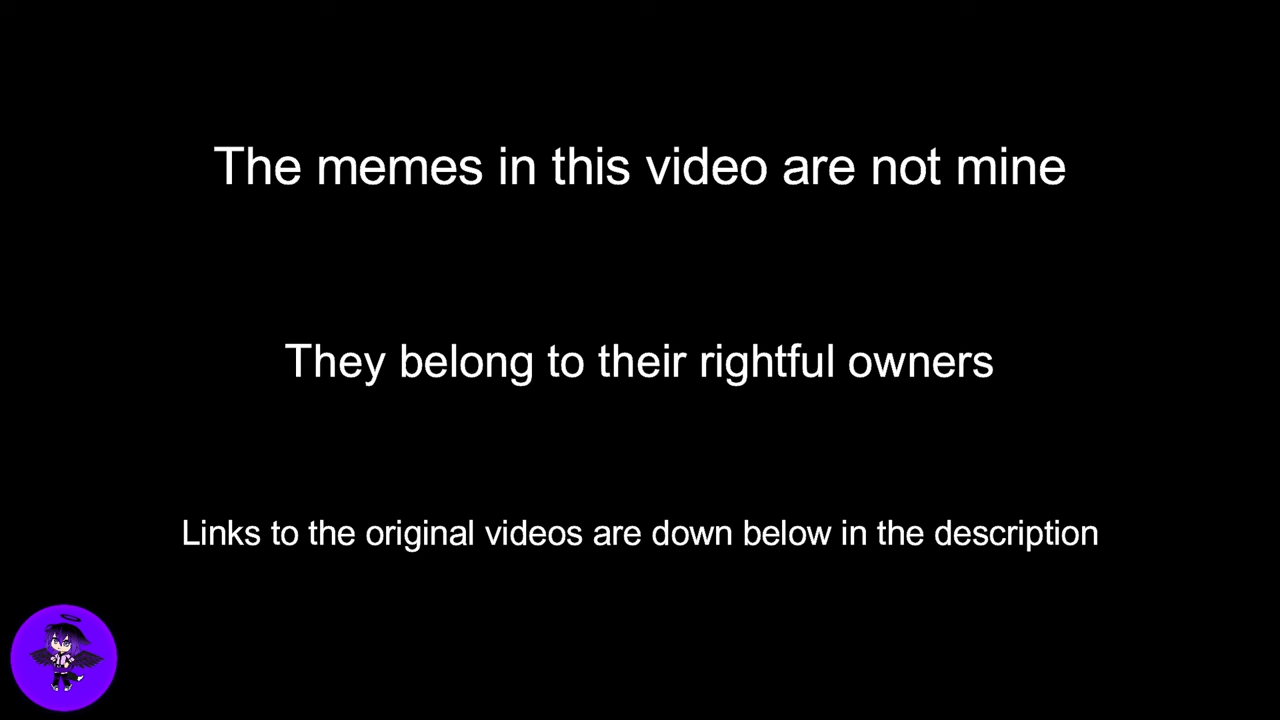 The memes in this video are not mine
They belong to their rightful owners
Links to the original videos are down below in the description